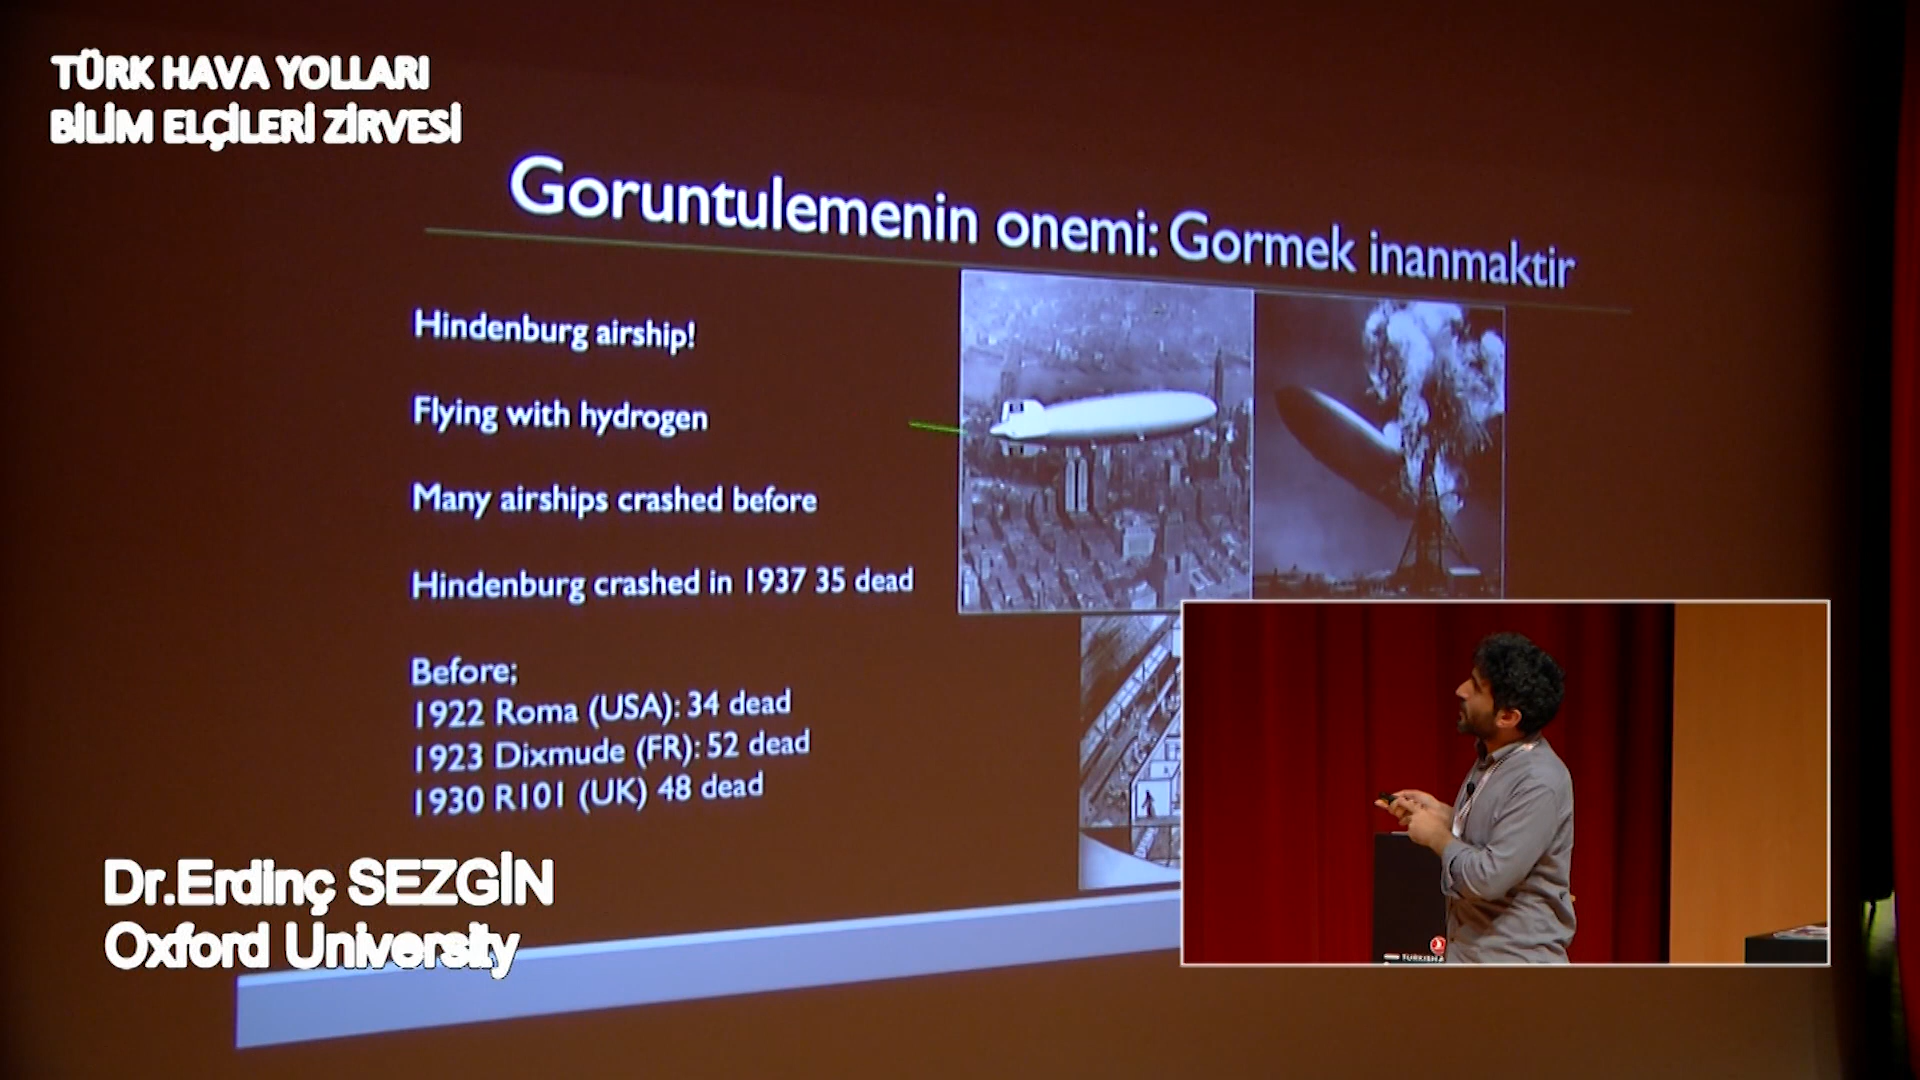 TÜRK HAVA YOLLARI
BİLİM ELÇİLERİ ZİRVESİ
Goruntulemenin onemi: Gormek inanmaktir
Hindenburg airship!
Flying with hydrogen
Many airships crashed before
Hindenburg crashed in 1937 35 dead
Before;
1922 Roma (USA): 34 dead
1923 Dixmude (FR): 52 dead
1930 R101 (UK) 48 dead
Dr.Erdinç SEZGİN
Oxford University
TURKISH A